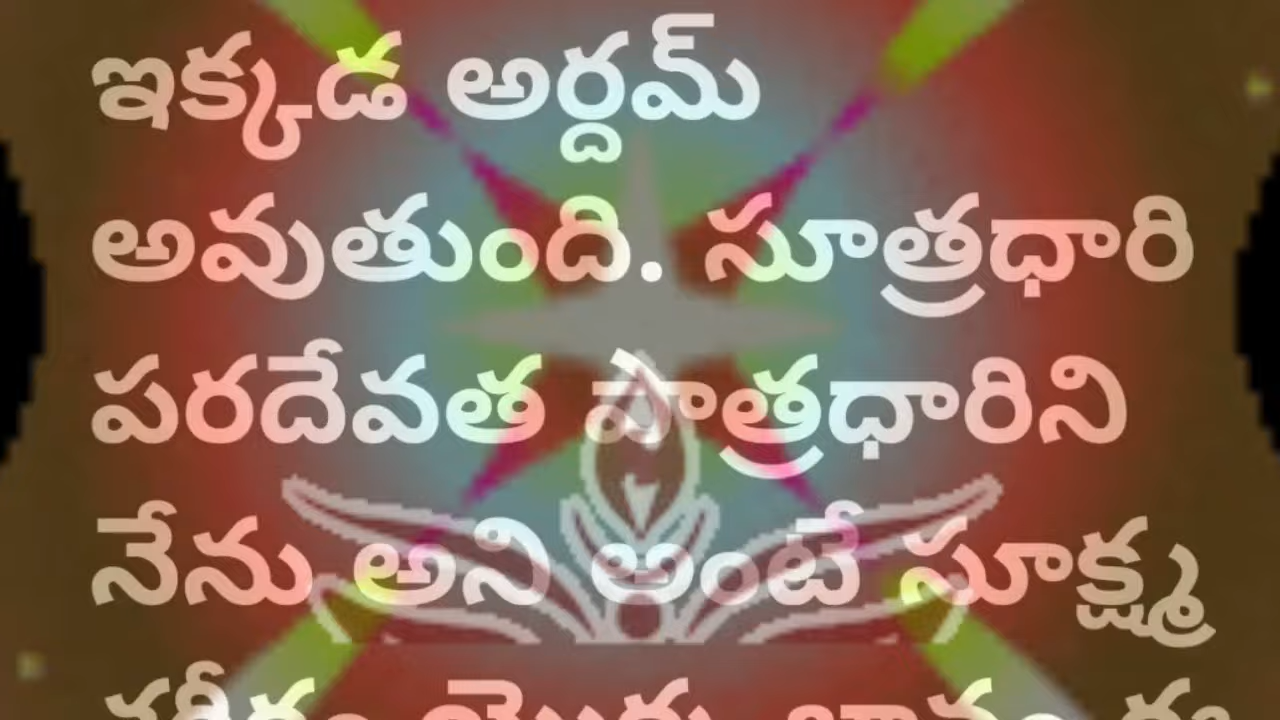 ఇక్కడ అర్దమ్
అవుతుంది. సూత్రధారి
పరదేవత పాత్రధారిని
నేను అని అంటే సూక్ష్మ